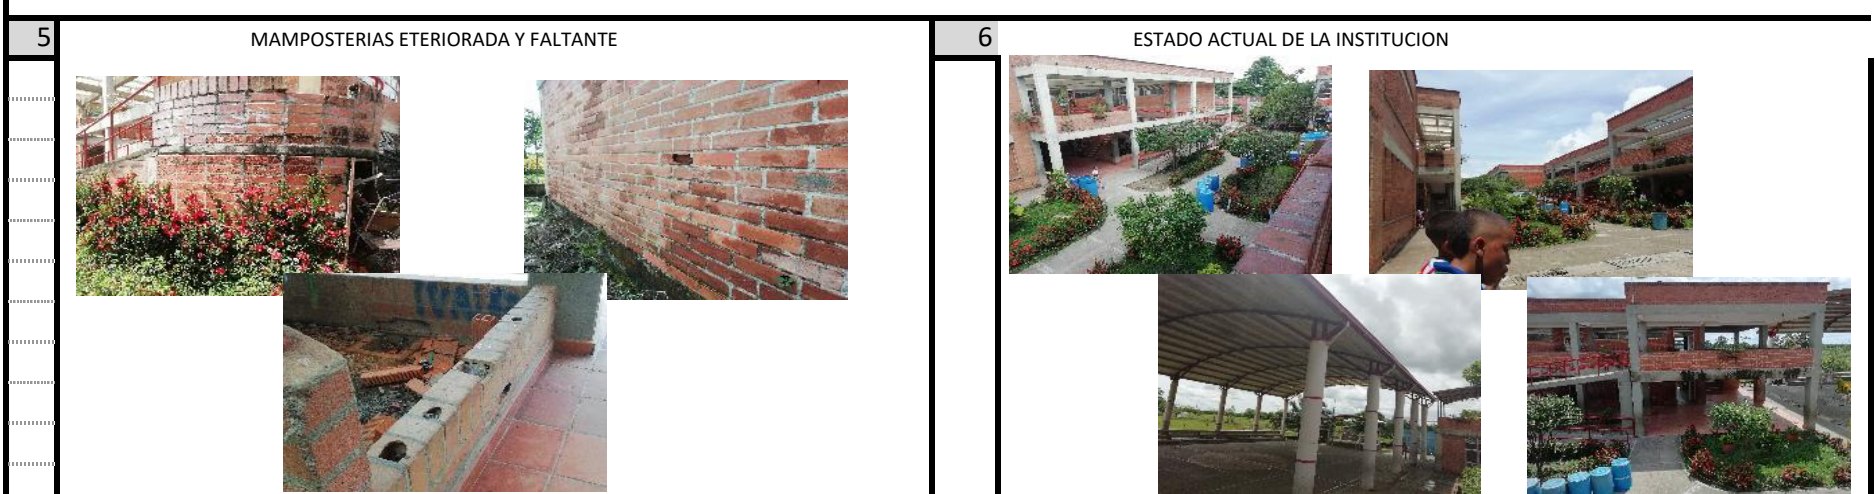 5
MAMPOSTERIAS ETERIORADA Y FALTANTE
6
ESTADO ACTUAL DE LA INSTITUCION